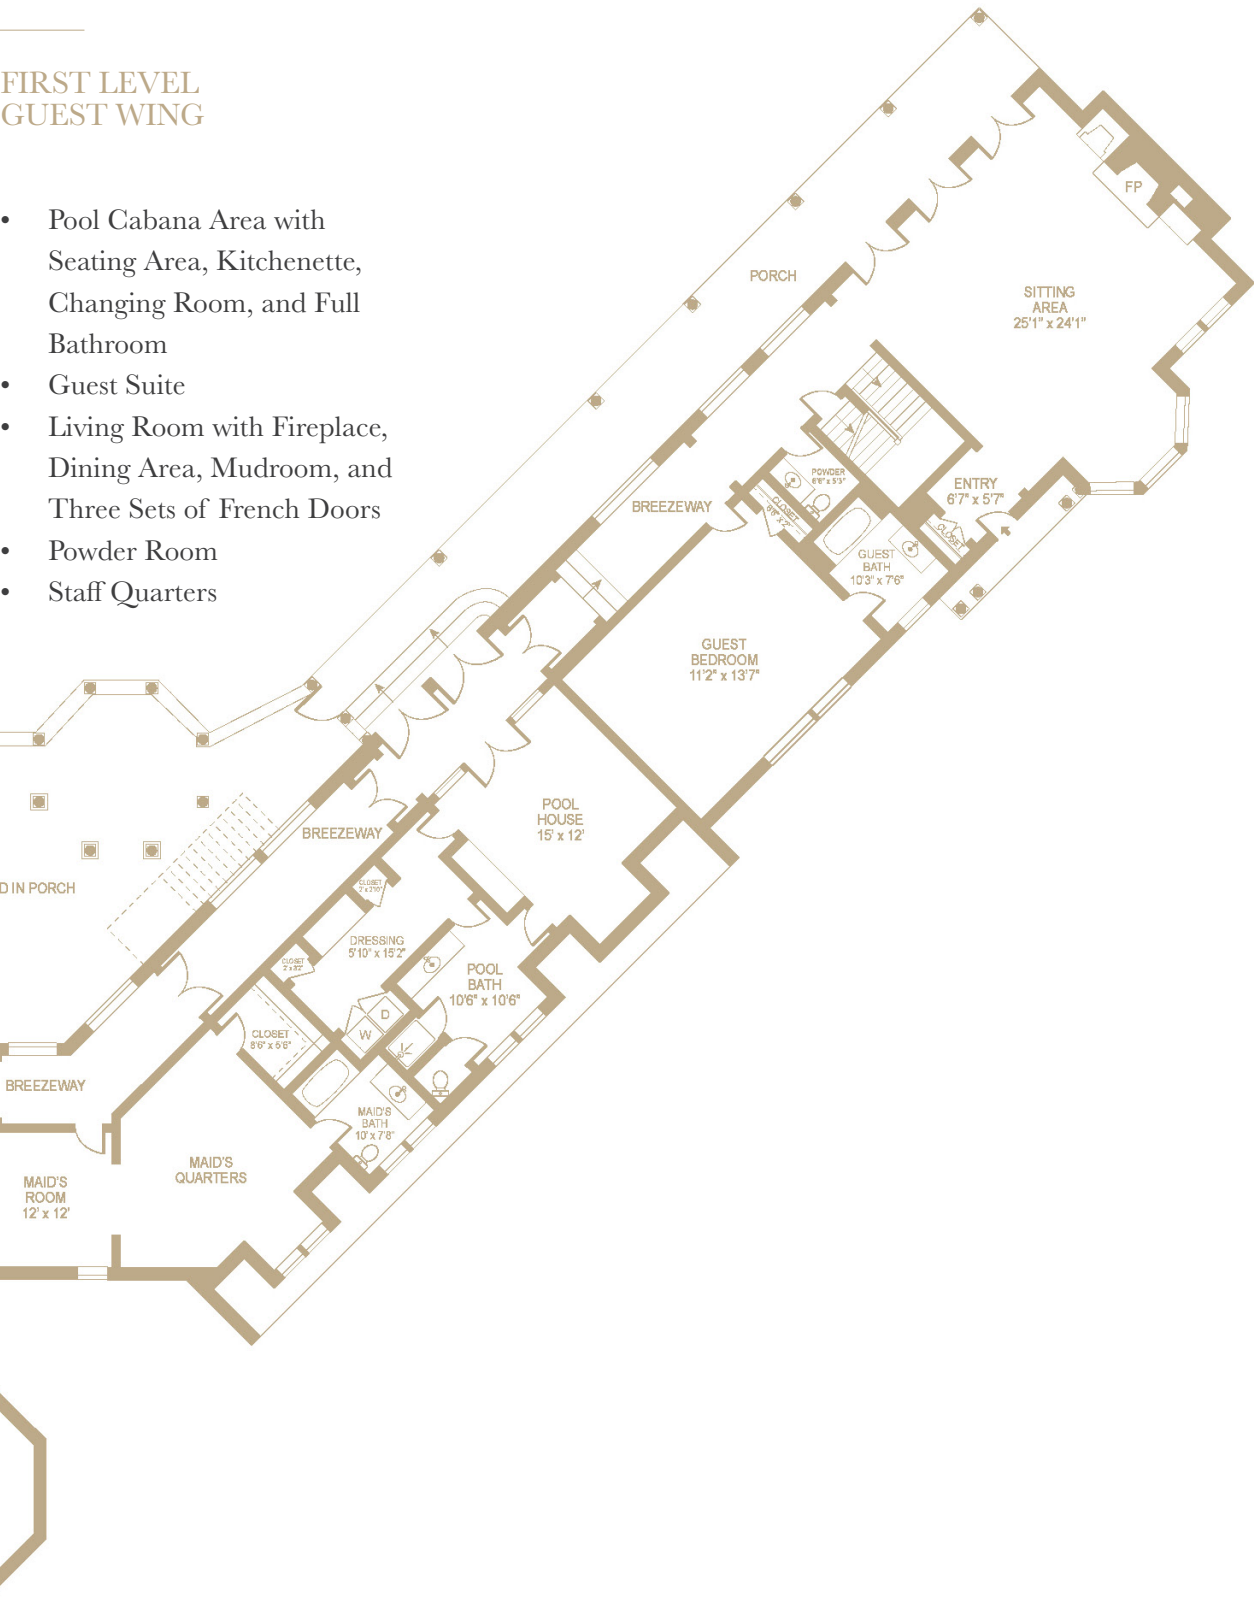 FIRST LEVEL
GUEST WING
• Pool Cabana Area with
Seating Area, Kitchenette,
Changing Room, and Full
Bathroom
• Guest Suite
• Living Room with Fireplace,
Dining Area, Mudroom, and
Three Sets of French Doors
• Powder Room
• Staff Quarters
FP
PORCH
SITTING
AREA
25'1" x 24'1"
POWDER
BREEZEWAY
CLOSET
ENTRY
6'7" x 5'7"
CLOSET
GUEST
BATH
10'3" x 7'6"
GUEST
BEDROOM
11'2" x 13'7"
POOL
HOUSE
15' x 12'
BREEZEWAY
D IN PORCH
CLOSET
DRESSING
5'10" x 15'2"
CLOSET
POOL
BATH
10'6" x 10'6"
D
W
CLOSET
8'6" x 5'6"
BREEZEWAY
MAID'S
BATH
10' x 7'8"
MAID'S
QUARTERS
MAID'S
ROOM
12' x 12'